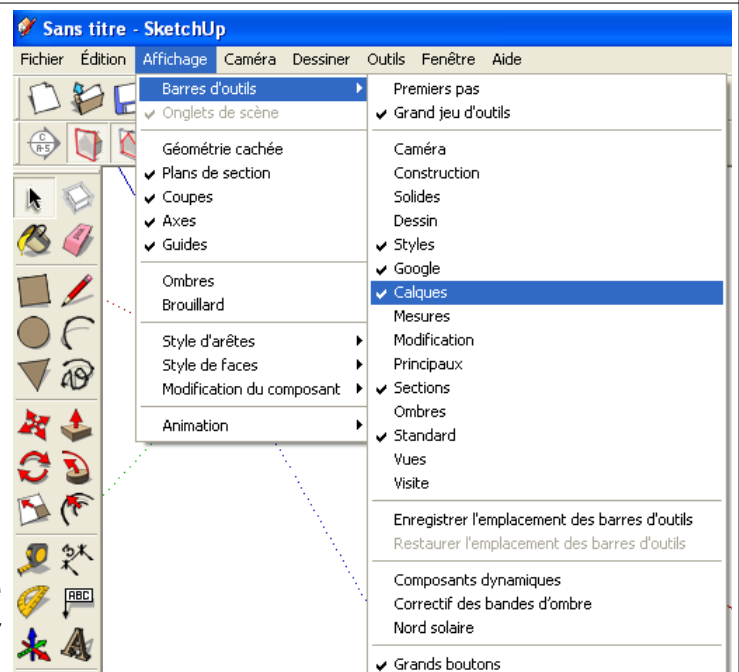 Sans titre - SketchUp
Fichier Édition Affichage Caméra Dessiner Outils Fenêtre Aide
Barres d'outils
Onglets de scène
Géométrie cachée
Plans de section
Coupes
Axes
Guides
Ombres
Brouillard
Style d'arêtes
Style de faces
Modification du composant
Animation
Premiers pas
Grand jeu d'outils
Caméra
Construction
Solides
Dessin
Styles
Google
Calques
Mesures
Modification
Principaux
Sections
Ombres
Standard
Vues
Visite
Enregistrer l'emplacement des barres d'outils
Restaurer l'emplacement des barres d'outils
Composants dynamiques
Correctif des bandes d’ombre
Nord solaire
Grands boutons
C
A-5
ABC
A